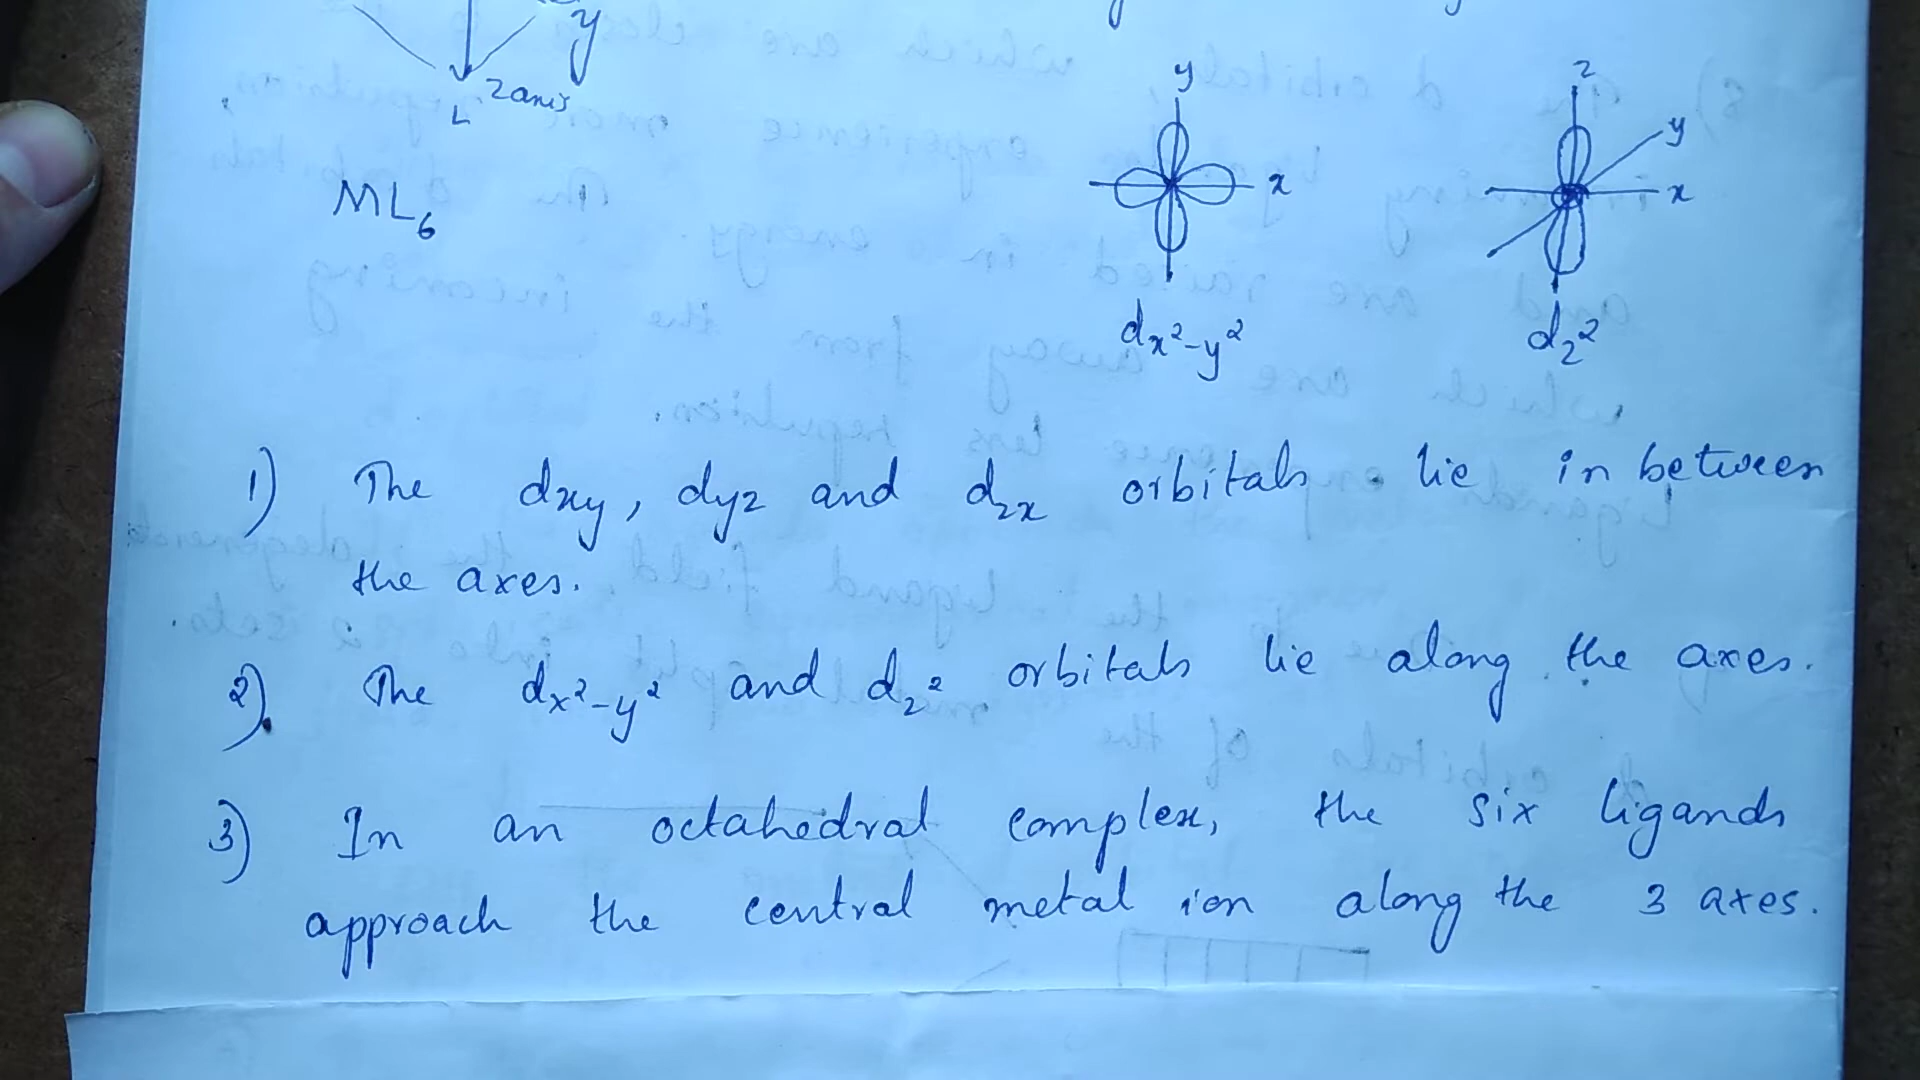 y
z axis
L
ML₆
y
x
dx²-y²
z
y
x
dz²
1) The dxy, dyz and dzx orbitals lie in between
the axes.
2). The dx²-y² and dz² orbitals lie along the axes.
3) In an octahedral complex, the six ligands
approach the central metal ion along the 3 axes.